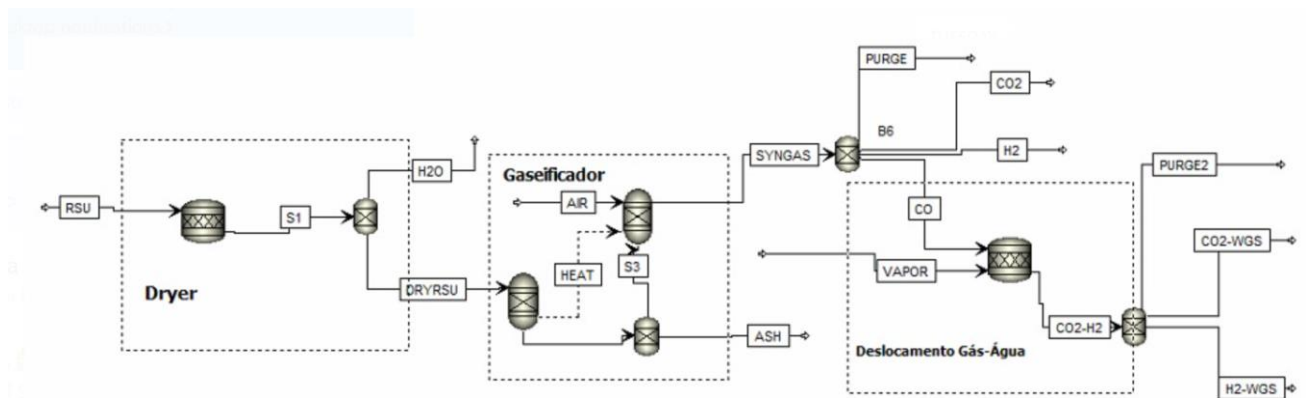 PURGE
CO2
B6
H2O
SYNGAS
H2
PURGE2
Gaseificador
RSU
S1
AIR
CO
CO2-WGS
HEAT
S3
VAPOR
Dryer
DRYRSU
CO2-H2
ASH
Deslocamento Gás-Água
H2-WGS